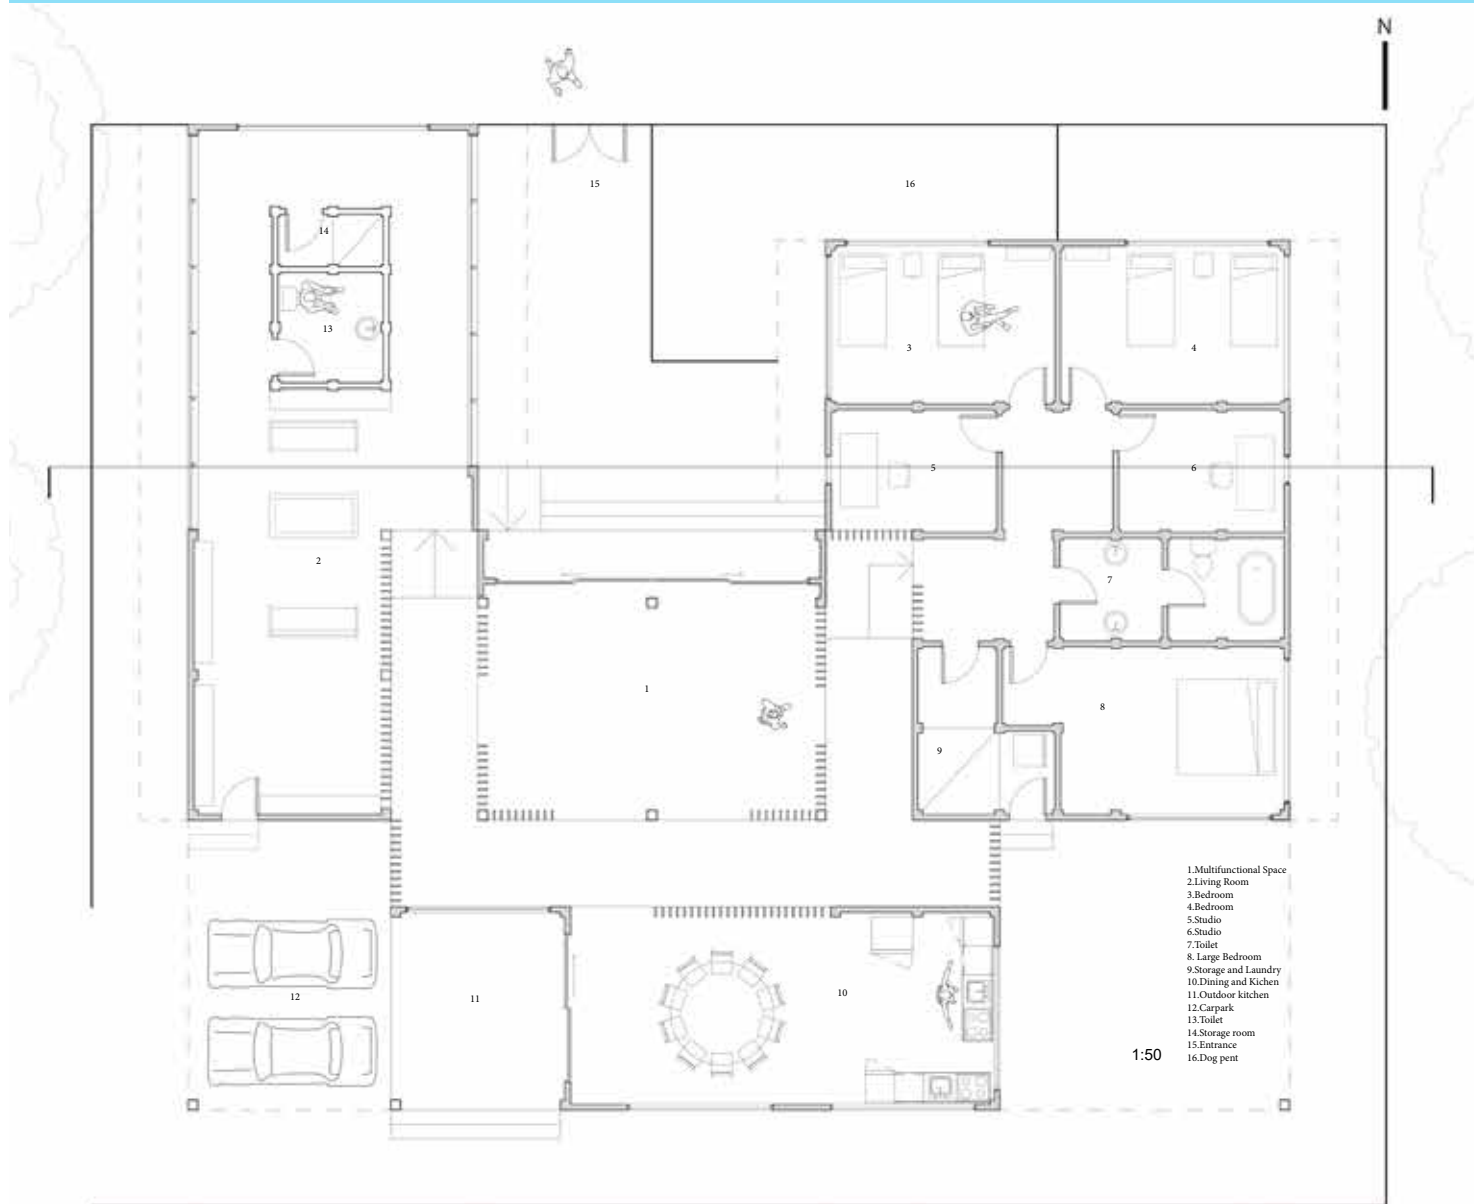 N
15
16
14
13
3
4
5
6
2
7
1
8
9
1.Multifunctional Space
2.Living Room
3.Bedroom
4.Bedroom
5.Studio
6.Studio
7.Toilet
8. Large Bedroom
9.Storage and Laundry
10.Dining and Kichen
11.Outdoor kitchen
12.Carpark
13.Toilet
14.Storage room
15.Entrance
16.Dog pent
12
11
10
1:50